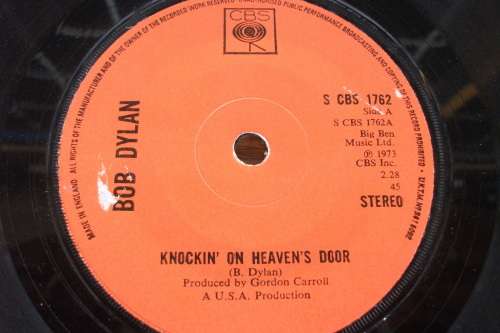 ALL RIGHTS OF THE MANUFACTURER AND OF THE OWNER OF THE RECORDED WORK RESERVED
PUBLIC PERFORMANCE BROADCASTING AND COPYING OF THIS RECORD PROHIBITED
MADE IN ENGLAND
CBS
BOB DYLAN
S CBS 1762
Side A
S CBS 1762A
Big Ben
Music Ltd.
℗ 1973
CBS Inc.
2.28
45
STEREO
KNOCKIN' ON HEAVEN'S DOOR
(B. Dylan)
Produced by Gordon Carroll
A U.S.A. Production